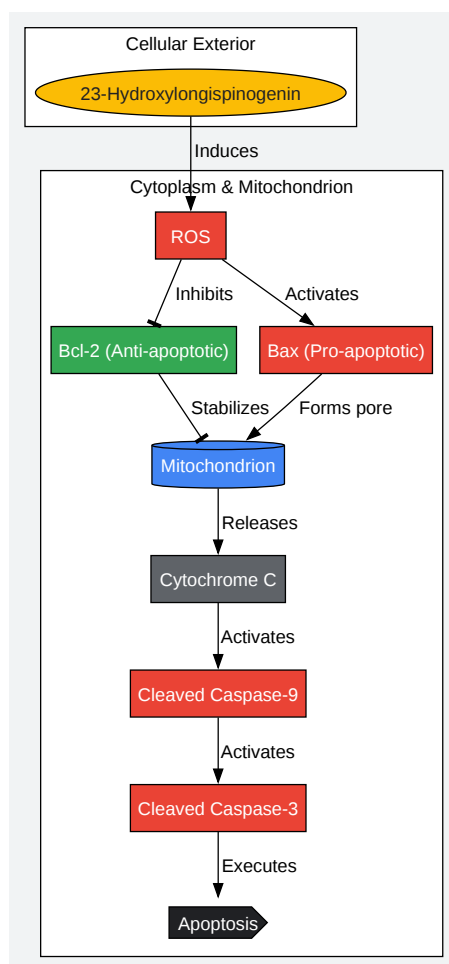 Cellular Exterior
23-Hydroxylongispinogenin
Induces
Cytoplasm & Mitochondrion
ROS
Inhibits
Activates
Bcl-2 (Anti-apoptotic)
Bax (Pro-apoptotic)
Stabilizes
Forms pore
Mitochondrion
Releases
Cytochrome C
Activates
Cleaved Caspase-9
Activates
Cleaved Caspase-3
Executes
Apoptosis